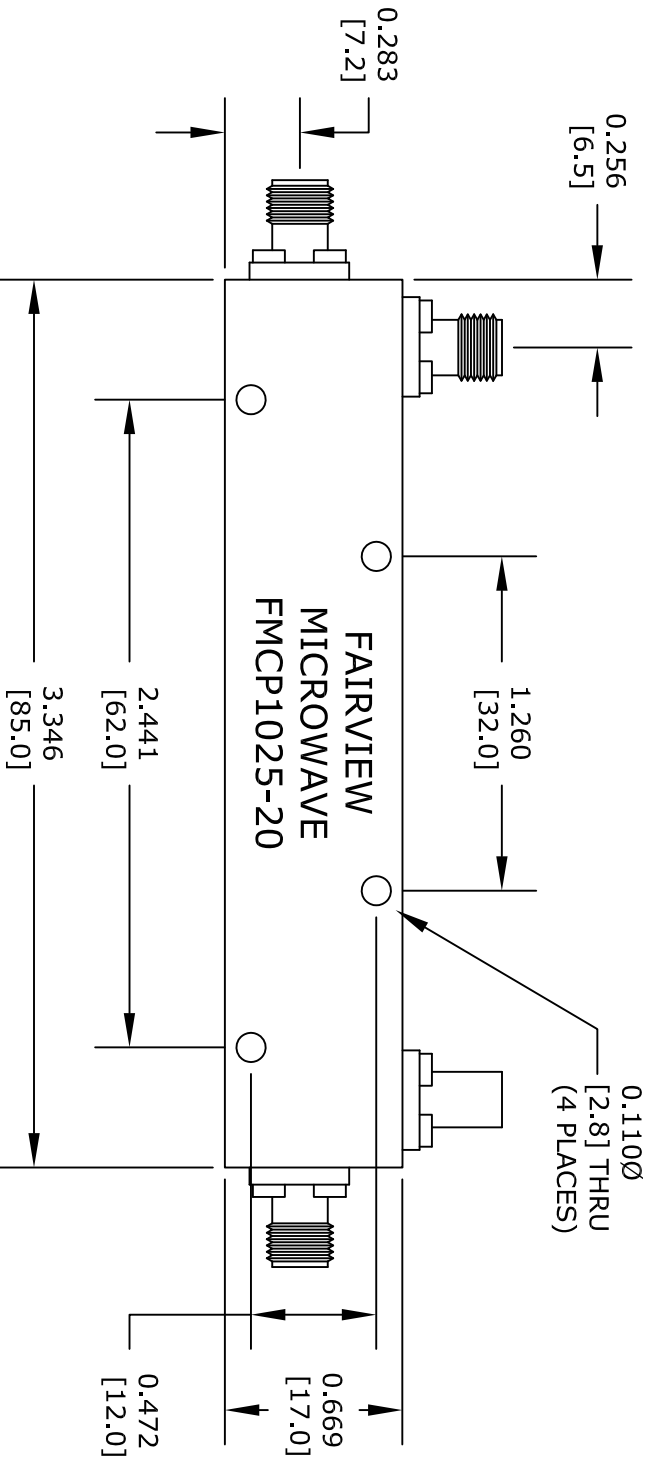 0.283
[7.2]
0.256
[6.5]
1.260
[32.0]
0.110Ø
[2.8] THRU
(4 PLACES)
FAIRVIEW
MICROWAVE
FMCP1025-20
2.441
[62.0]
3.346
[85.0]
0.669
[17.0]
0.472
[12.0]